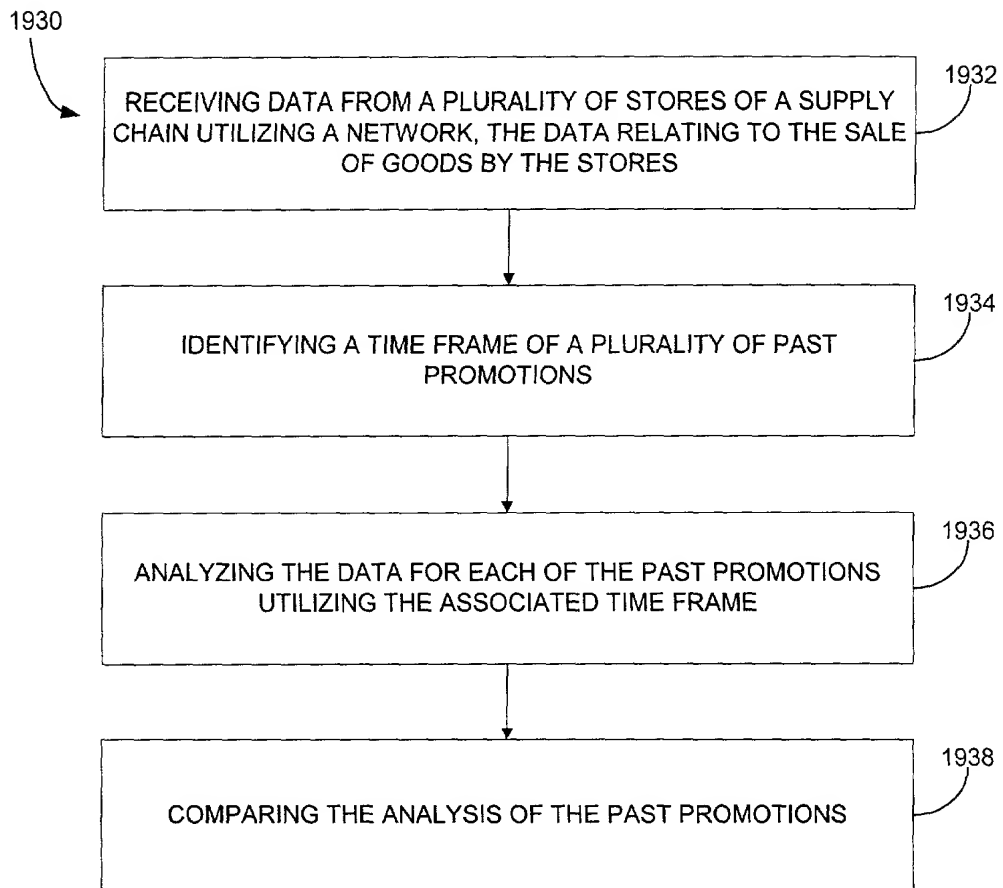 1930
1932
RECEIVING DATA FROM A PLURALITY OF STORES OF A SUPPLY
CHAIN UTILIZING A NETWORK, THE DATA RELATING TO THE SALE
OF GOODS BY THE STORES
1934
IDENTIFYING A TIME FRAME OF A PLURALITY OF PAST
PROMOTIONS
1936
ANALYZING THE DATA FOR EACH OF THE PAST PROMOTIONS
UTILIZING THE ASSOCIATED TIME FRAME
1938
COMPARING THE ANALYSIS OF THE PAST PROMOTIONS